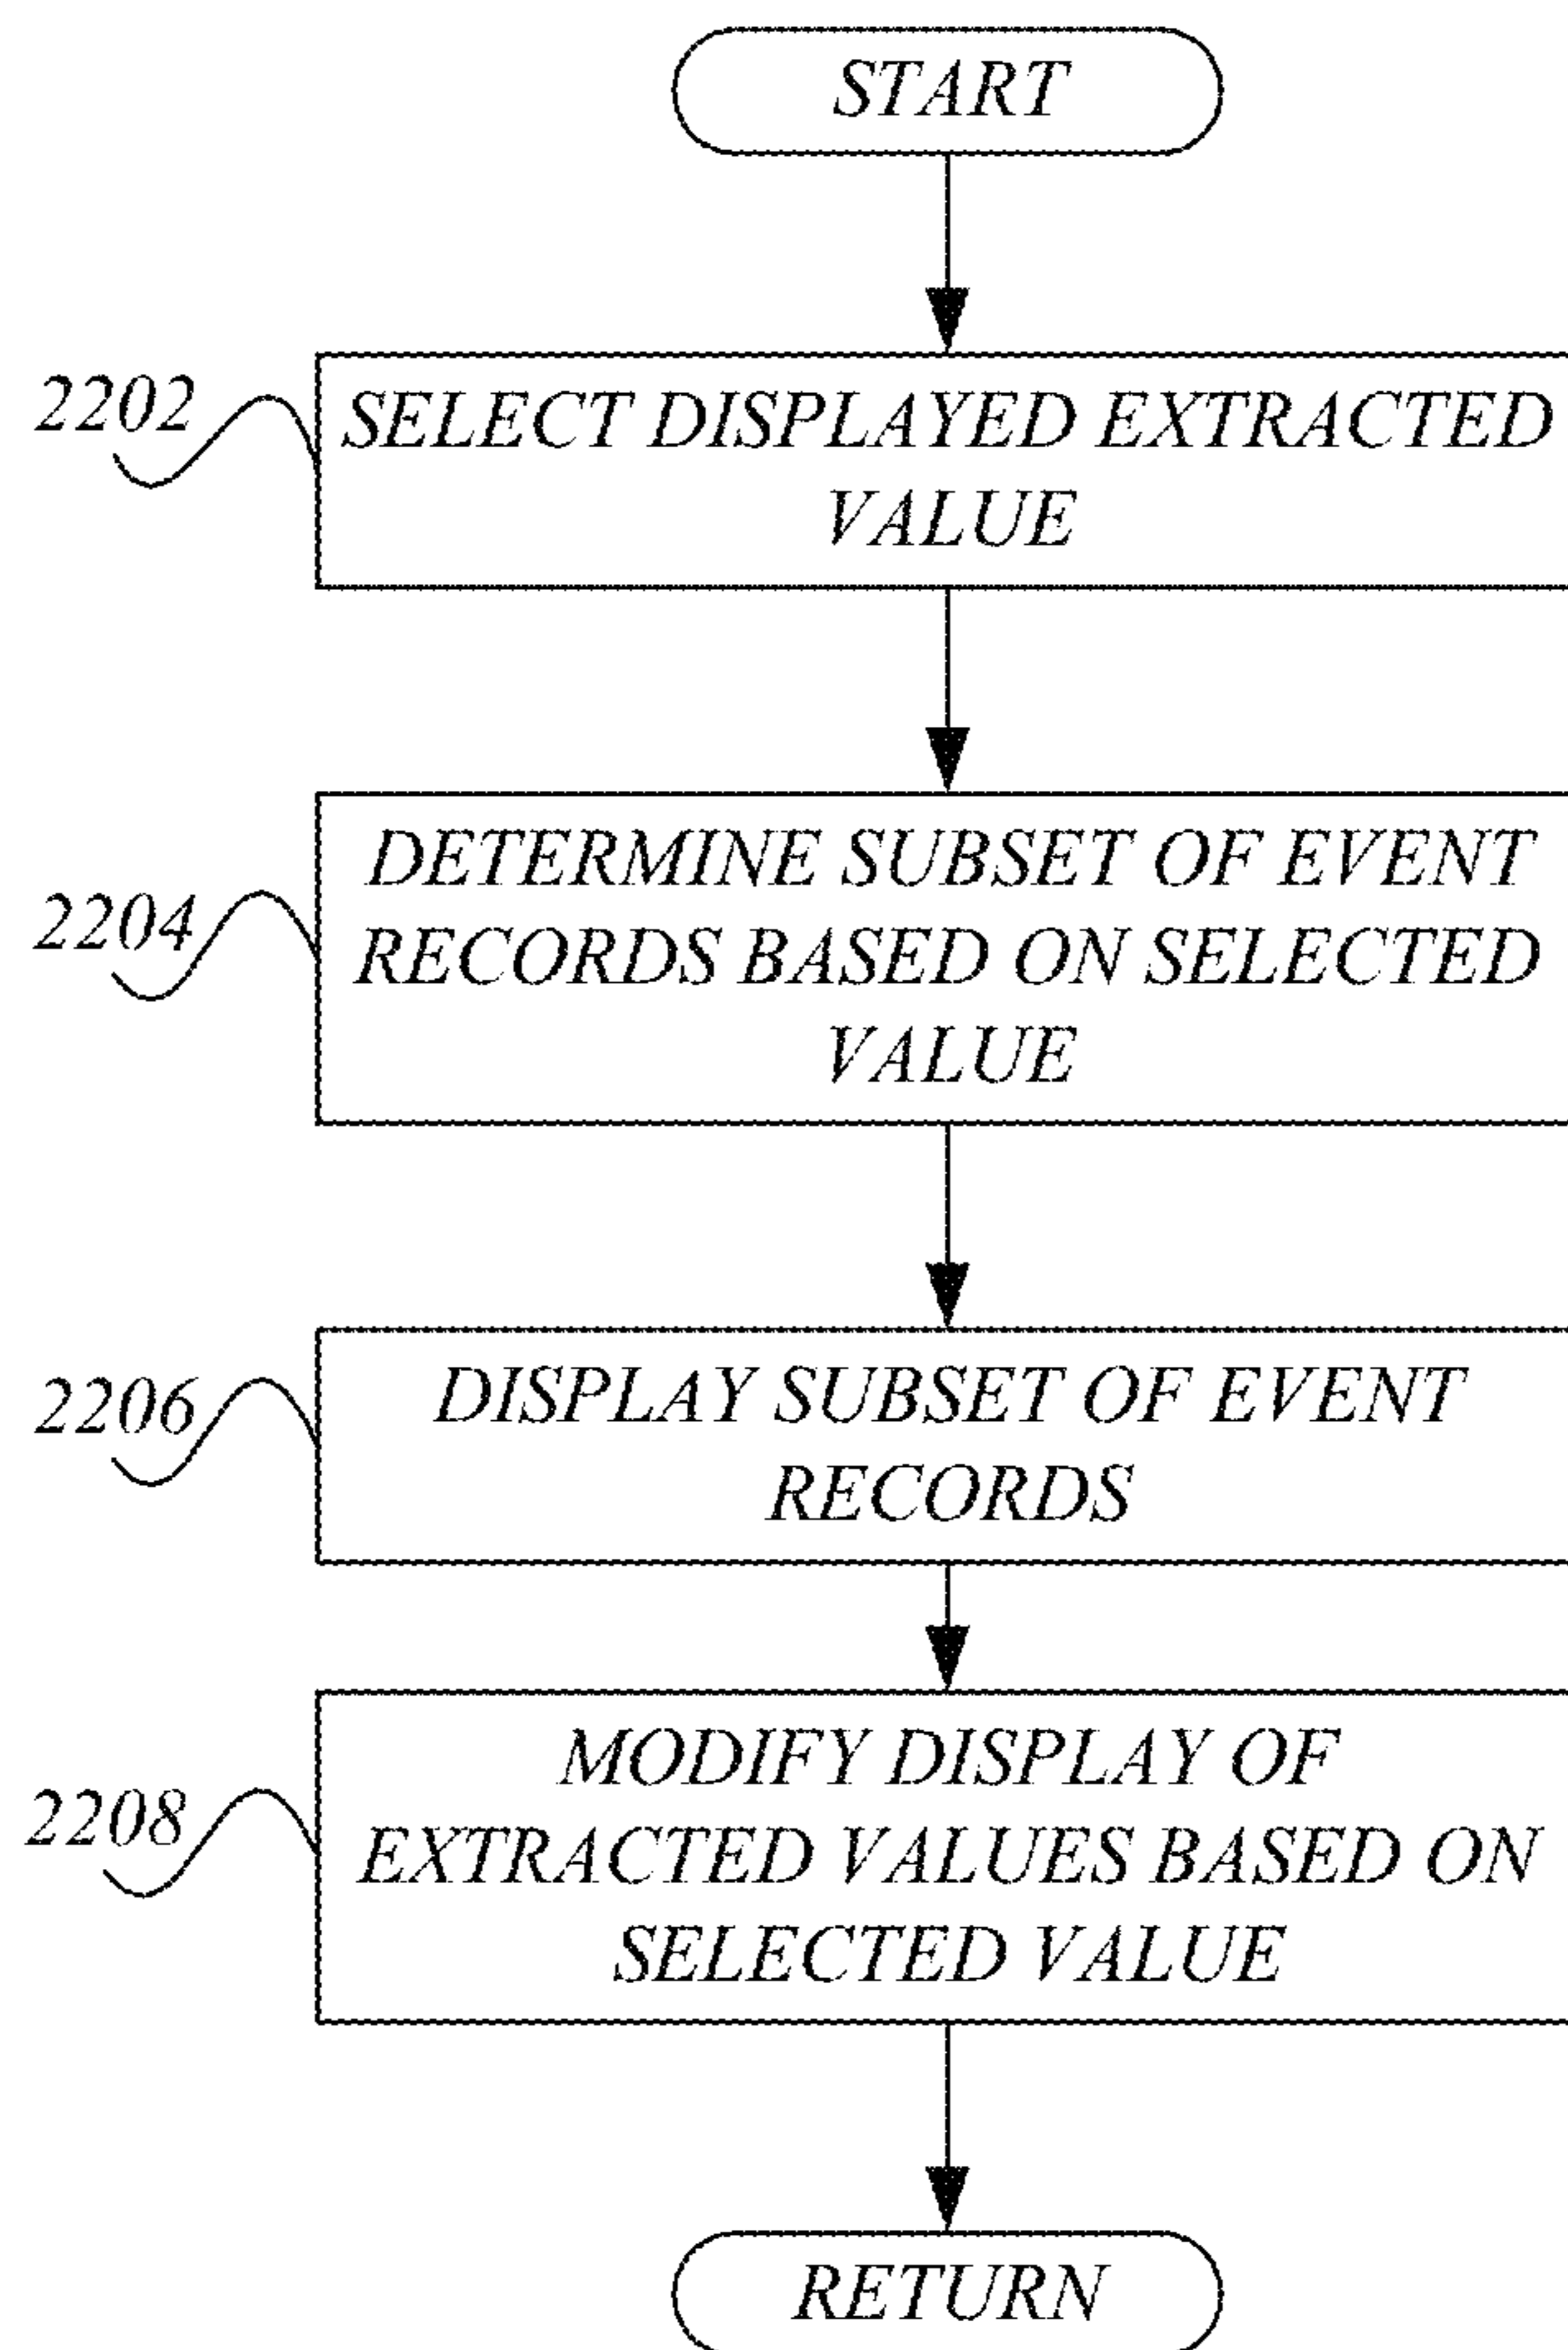 START
2202
SELECT DISPLAYED EXTRACTED
VALUE
2204
DETERMINE SUBSET OF EVENT
RECORDS BASED ON SELECTED
VALUE
2206
DISPLAY SUBSET OF EVENT
RECORDS
2208
MODIFY DISPLAY OF
EXTRACTED VALUES BASED ON
SELECTED VALUE
RETURN